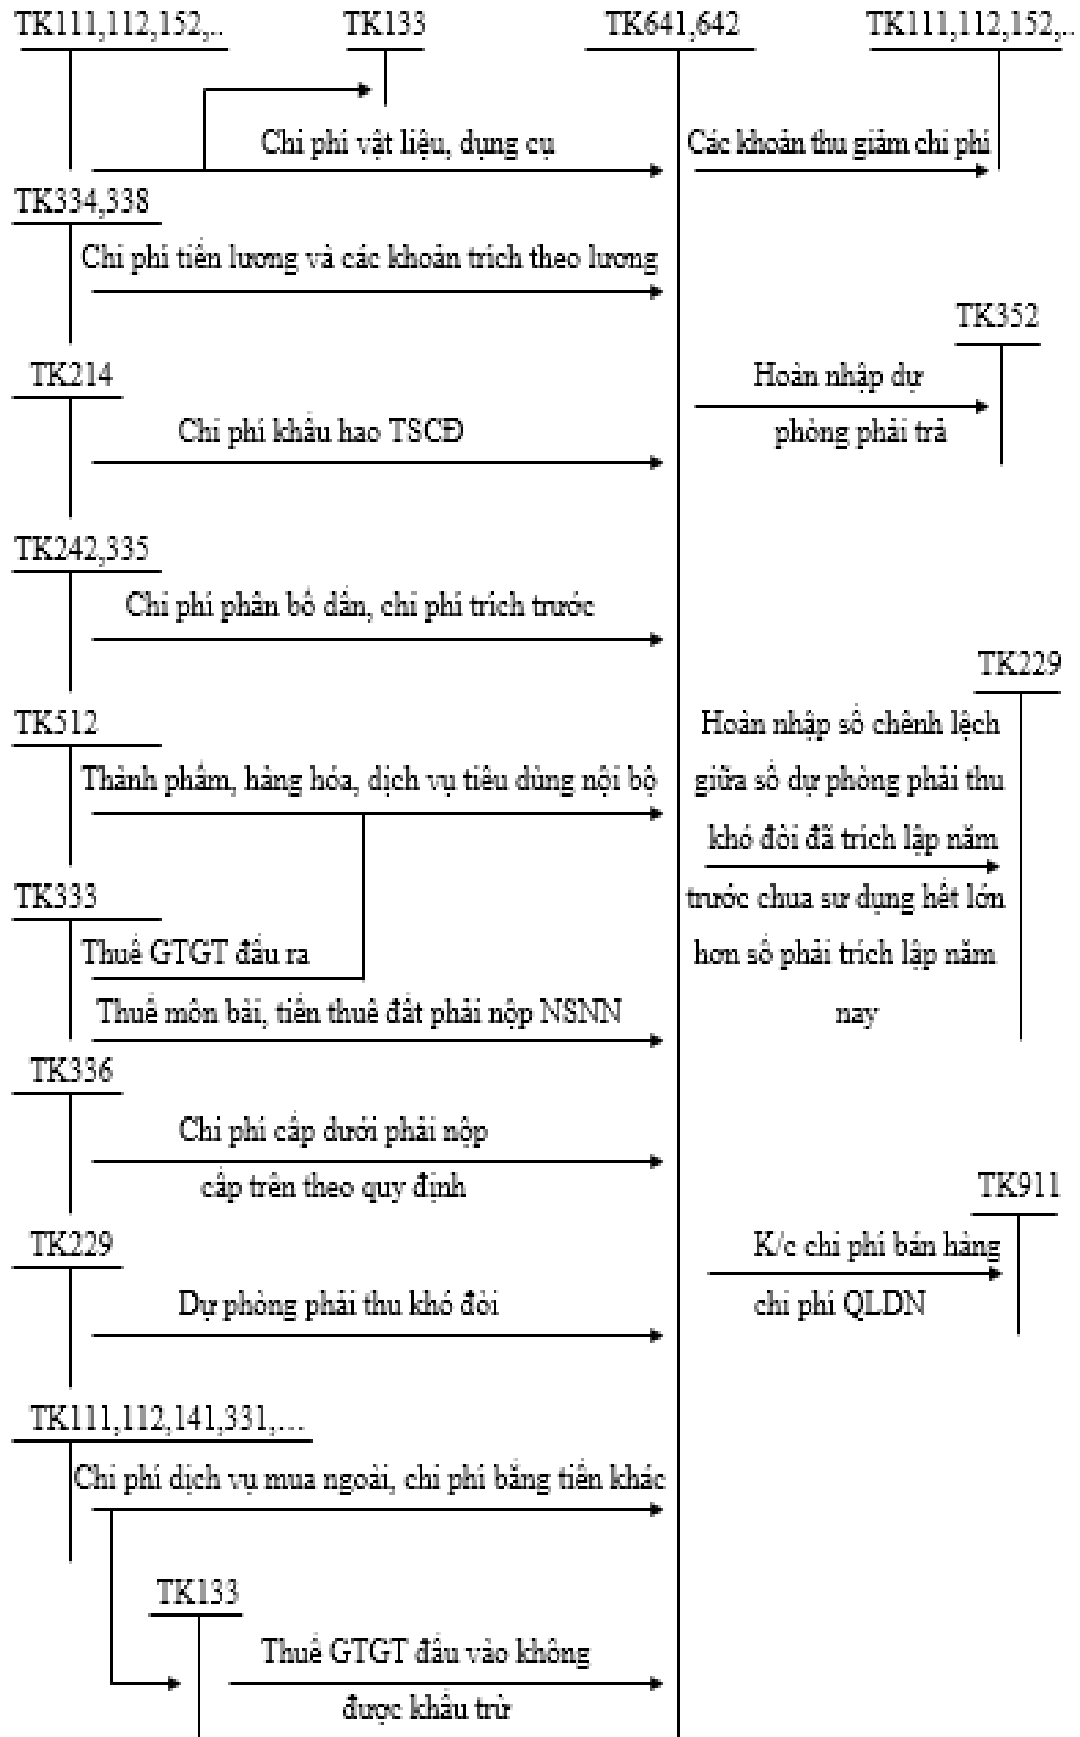 TK111,112,152,..
TK133
TK641,642
TK111,112,152,..
Chi phí vật liệu, dụng cụ
Các khoản thu giảm chi phí
TK334,338
Chi phí tiền lương và các khoản trích theo lương
TK352
TK214
Hoàn nhập dự
phòng phải trả
Chi phí khấu hao TSCĐ
TK242,335
Chi phí phân bổ dần, chi phí trích trước
TK229
TK512
Hoàn nhập số chênh lệch
giữa số dự phòng phải thu
khó đòi đã trích lập năm
trước chưa sử dụng hết lớn
hơn số phải trích lập năm
nay
Thành phẩm, hàng hóa, dịch vụ tiêu dùng nội bộ
TK333
Thuế GTGT đầu ra
Thuế môn bài, tiền thuê đất phải nộp NSNN
TK336
Chi phí cấp dưới phải nộp
cấp trên theo quy định
TK911
K/c chi phí bán hàng
chi phí QLDN
TK229
Dự phòng phải thu khó đòi
TK111,112,141,331,....
Chi phí dịch vụ mua ngoài, chi phí bằng tiền khác
TK133
Thuế GTGT đầu vào không
được khấu trừ